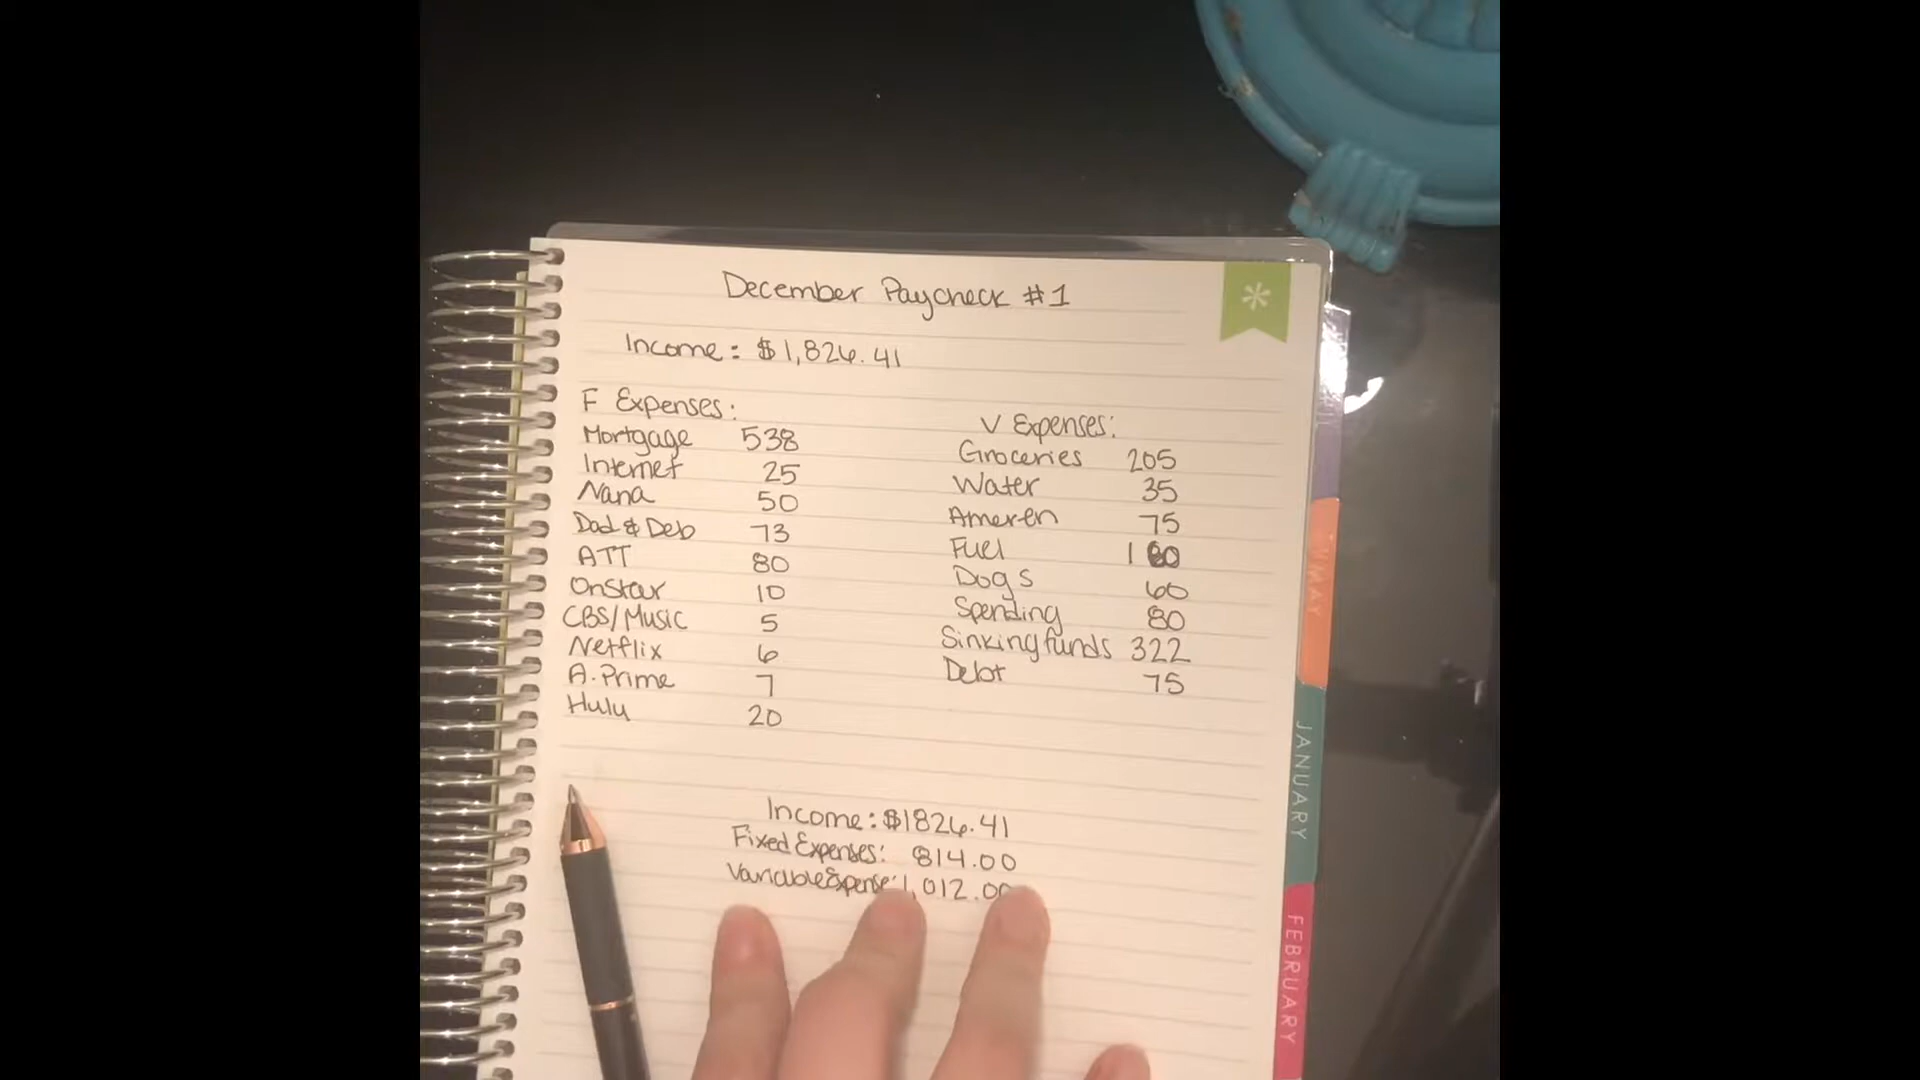 December Paycheck #1
Income: $1,826.41
F Expenses:
Mortgage 538
Internet 25
Nana 50
Dad & Deb 73
ATT 80
OnStar 10
CBS/Music 5
Netflix 6
A.Prime 7
Hulu 20
V Expenses:
Groceries 205
Water 35
Ameren 75
Fuel 160
Dogs 60
Spending 80
Sinking funds 322
Debt 75
Income: $1826.41
Fixed Expenses: 814.00
Variable Expense: 1,012.00
JANUARY
FEBRUARY